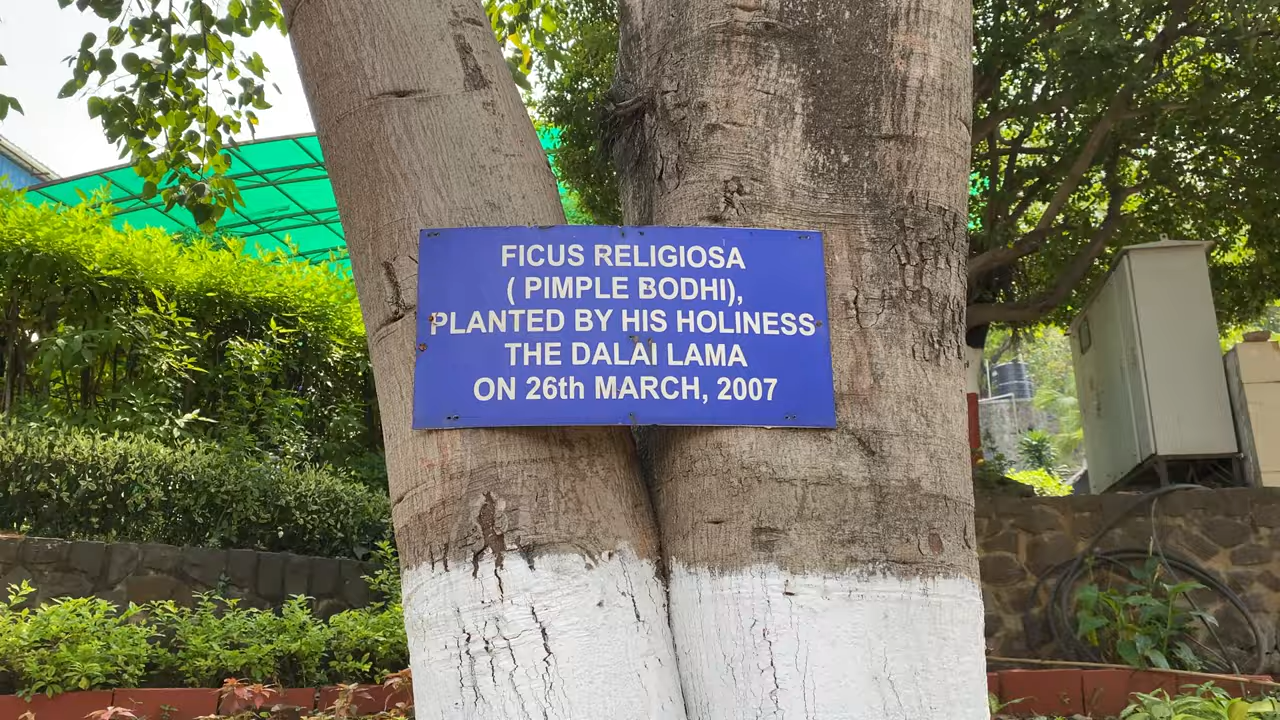 FICUS RELIGIOSA
( PIMPLE BODHI),
PLANTED BY HIS HOLINESS
THE DALAI LAMA
ON 26th MARCH, 2007